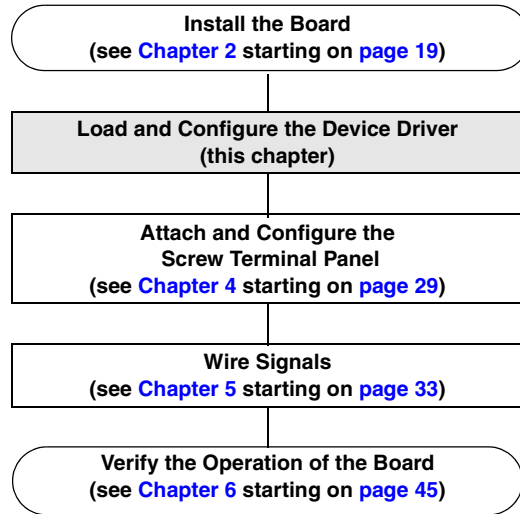 Install the Board
(see Chapter 2 starting on page 19)
Load and Configure the Device Driver
(this chapter)
Attach and Configure the
Screw Terminal Panel
(see Chapter 4 starting on page 29)
Wire Signals
(see Chapter 5 starting on page 33)
Verify the Operation of the Board
(see Chapter 6 starting on page 45)